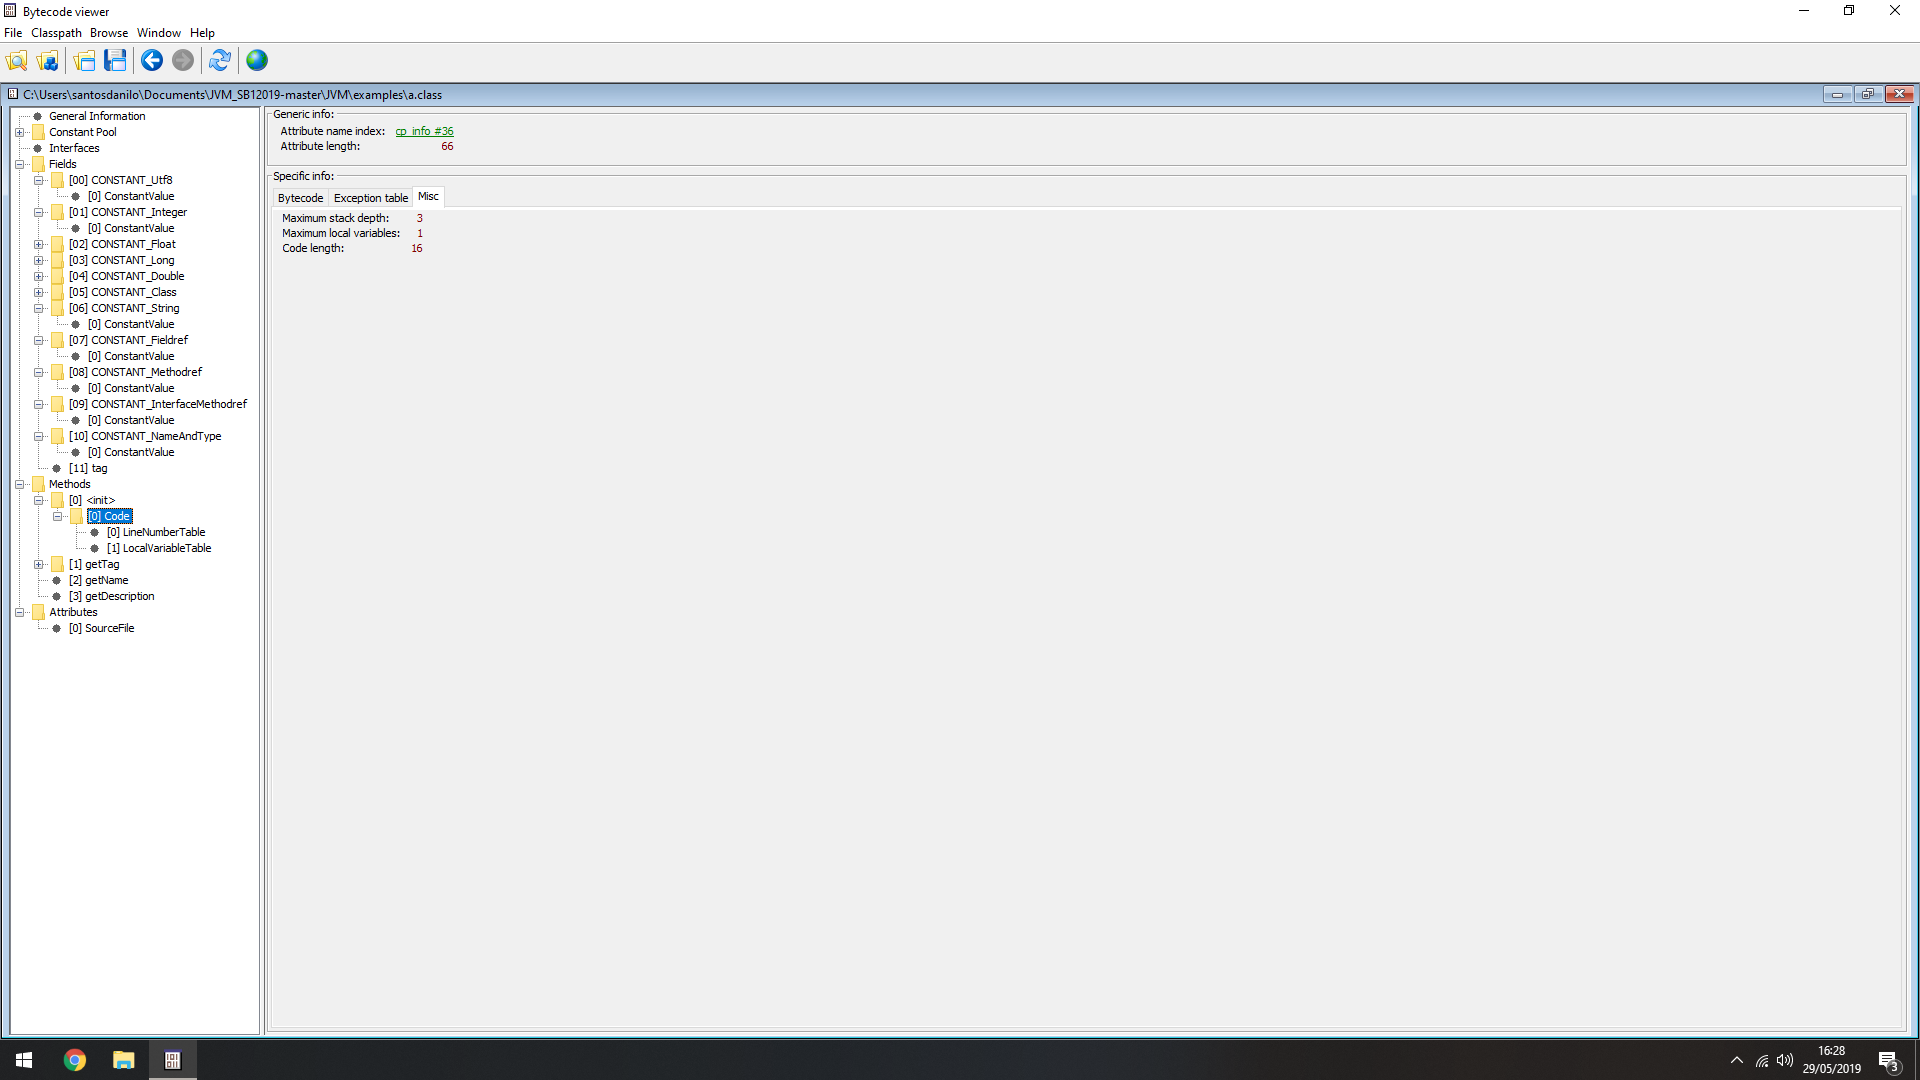 Bytecode viewer
File Classpath Browse Window Help
C:\Users\santosdanilo\Documents\JVM_SB12019-master\JVM\examples\a.class
General Information
Constant Pool
Interfaces
Fields
[00] CONSTANT_Utf8
[0] ConstantValue
[01] CONSTANT_Integer
[0] ConstantValue
[02] CONSTANT_Float
[03] CONSTANT_Long
[04] CONSTANT_Double
[05] CONSTANT_Class
[06] CONSTANT_String
[0] ConstantValue
[07] CONSTANT_Fieldref
[0] ConstantValue
[08] CONSTANT_Methodref
[0] ConstantValue
[09] CONSTANT_InterfaceMethodref
[0] ConstantValue
[10] CONSTANT_NameAndType
[0] ConstantValue
[11] tag
Methods
[0] <init>
[0] Code
[0] LineNumberTable
[1] LocalVariableTable
[1] getTag
[2] getName
[3] getDescription
Attributes
[0] SourceFile
Generic info:
Attribute name index: cp_info #36
Attribute length: 66
Specific info:
Bytecode Exception table Misc
Maximum stack depth: 3
Maximum local variables: 1
Code length: 16
16:28
29/05/2019
3